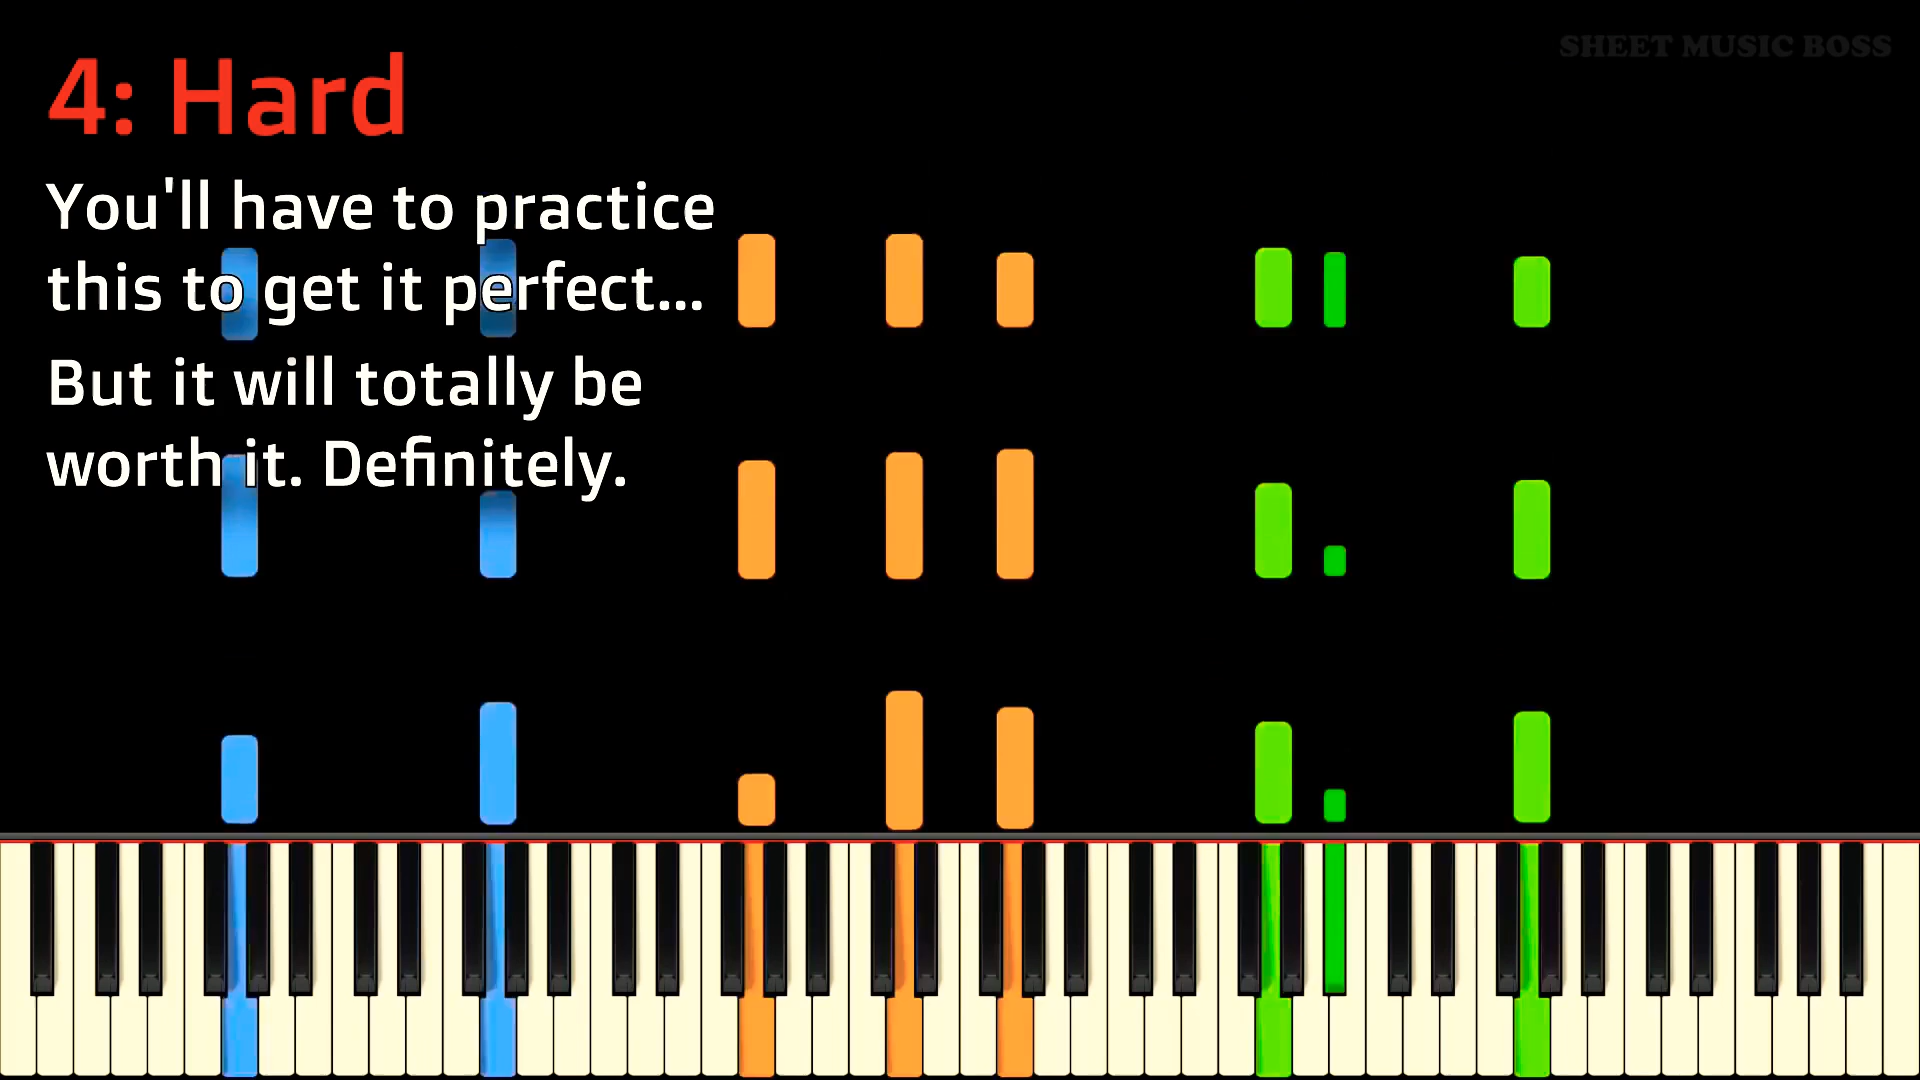 SHEET MUSIC BOSS
4: Hard
You'll have to practice
this to get it perfect...
But it will totally be
worth it. Definitely.